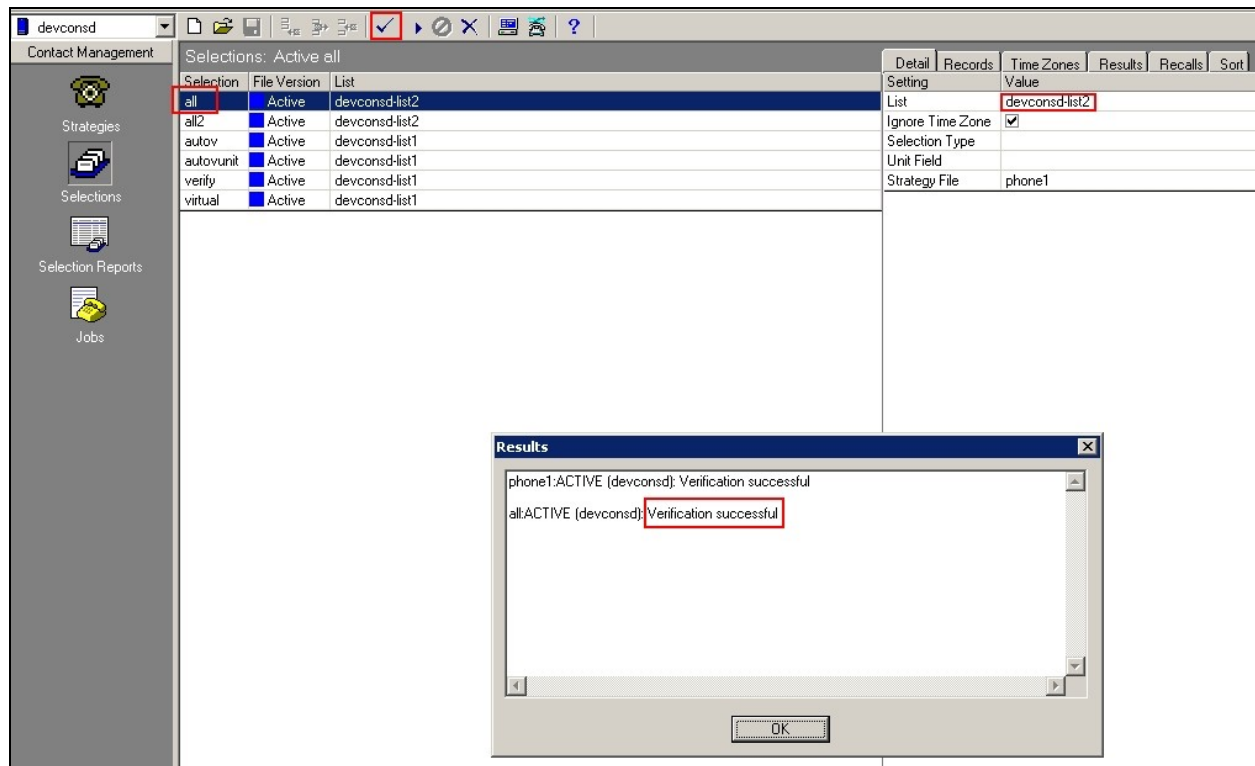 devconsd
?
Contact Management
Strategies
Selections
Selection Reports
Jobs
Selections: Active all
Selection File Version List
all Active devconsd-list2
all2 Active devconsd-list2
autov Active devconsd-list1
autovunit Active devconsd-list1
verify Active devconsd-list1
virtual Active devconsd-list1
Detail Records Time Zones Results Recalls Sort
Setting Value
List devconsd-list2
Ignore Time Zone
Selection Type
Unit Field
Strategy File phone1
Results
phone1:ACTIVE (devconsd): Verification successful
all:ACTIVE (devconsd): Verification successful
OK